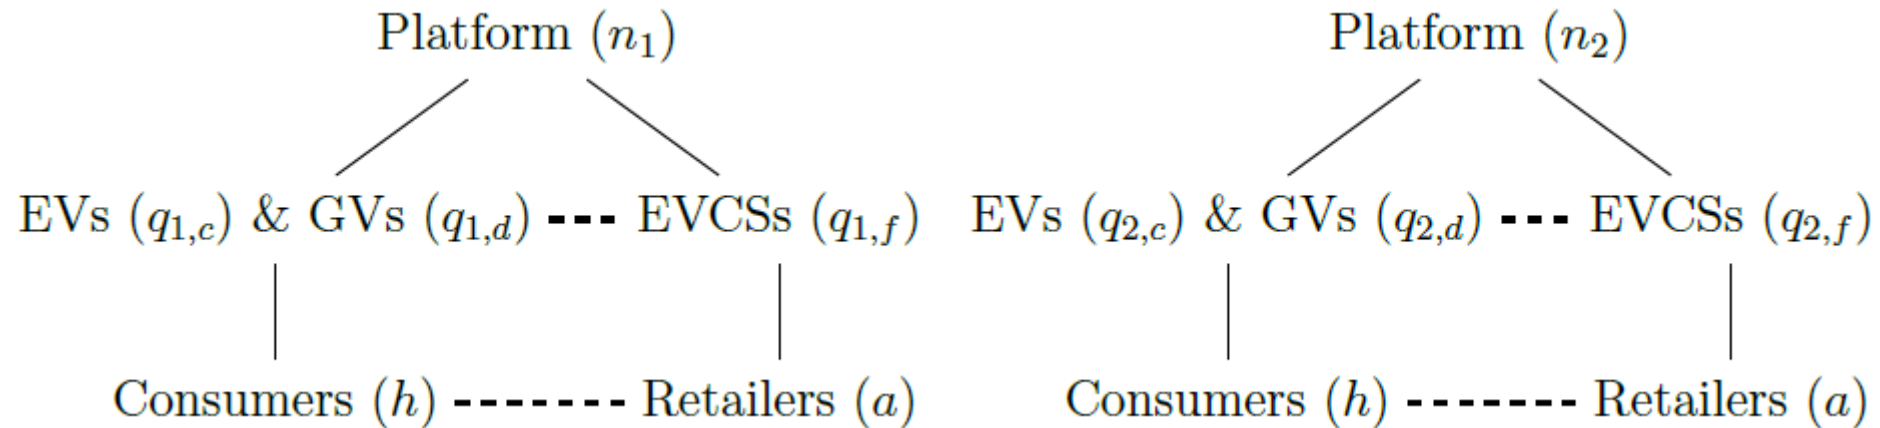 Platform (n₁) Platform (n₂)
EVs (q₁,c) & GVs (q₁,d) EVCSs (q₁,f) EVs (q₂,c) & GVs (q₂,d) EVCSs (q₂,f)
Consumers (h) Retailers (a) Consumers (h) Retailers (a)